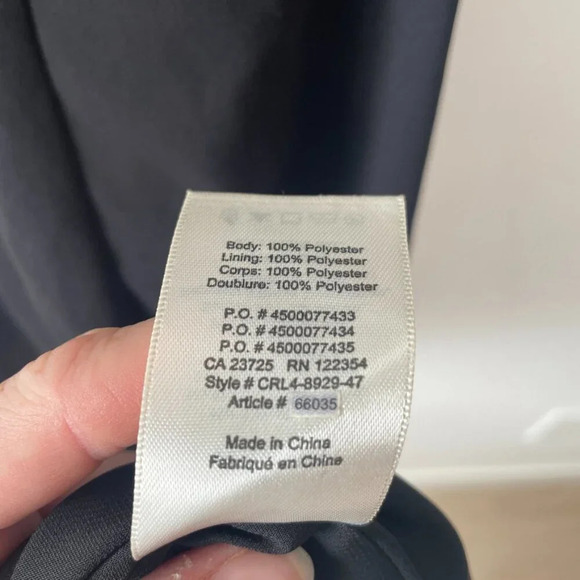 Body: 100% Polyester
Lining: 100% Polyester
Corps: 100% Polyester
Doublure: 100% Polyester
P.O. # 4500077433
P.O. # 4500077434
P.O. # 4500077435
CA 23725 RN 122354
Style # CRL4-8929-47
Article # 66035
Made in China
Fabriqué en Chine